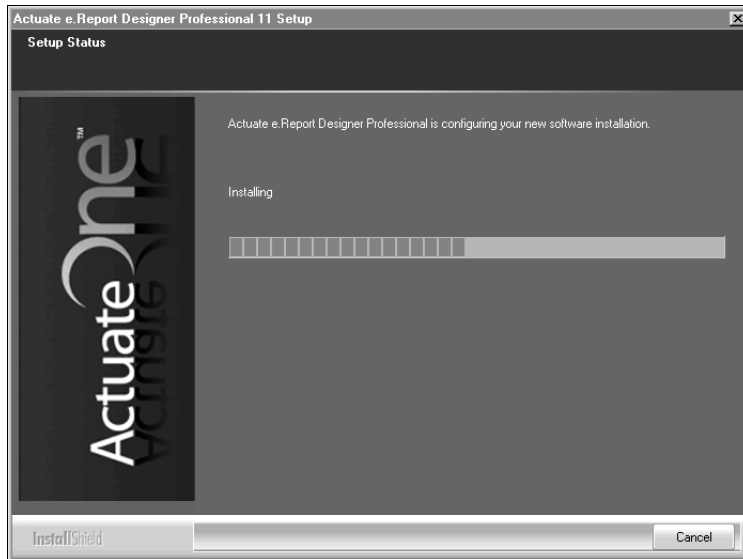 Actuate e.Report Designer Professional 11 Setup
Setup Status
Actuate e.Report Designer Professional is configuring your new software installation.
Installing
ActuateOne™
InstallShield
Cancel